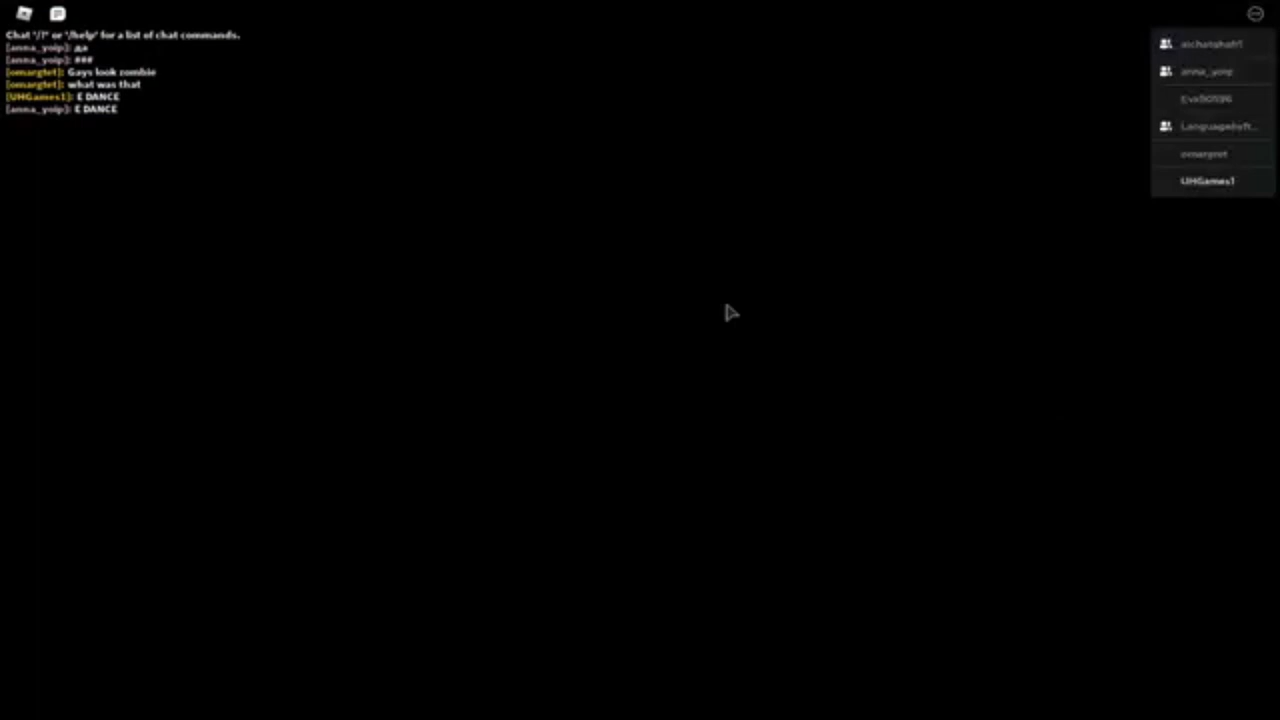 Chat '/?' or '/help' for a list of chat commands.
[anna_yoip]: да
[anna_yoip]: ###
[omargtet]: Gays look zombie
[omargtet]: what was that
[UHGames1]: E DANCE
[anna_yoip]: E DANCE
anna_yoip
UHGames1